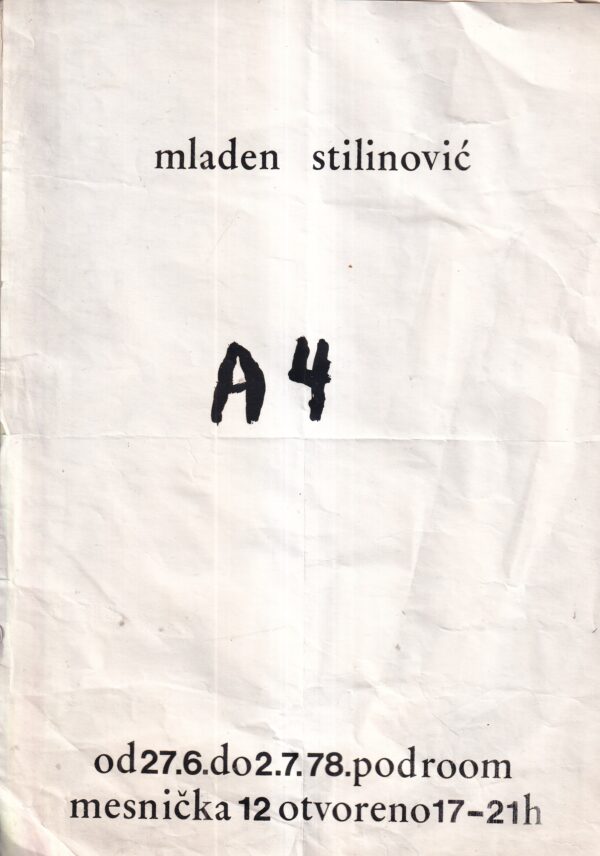 mladen stilinović
A4
od 27.6. do 2.7.78. podroom
mesnička 12 otvoreno 17-21h